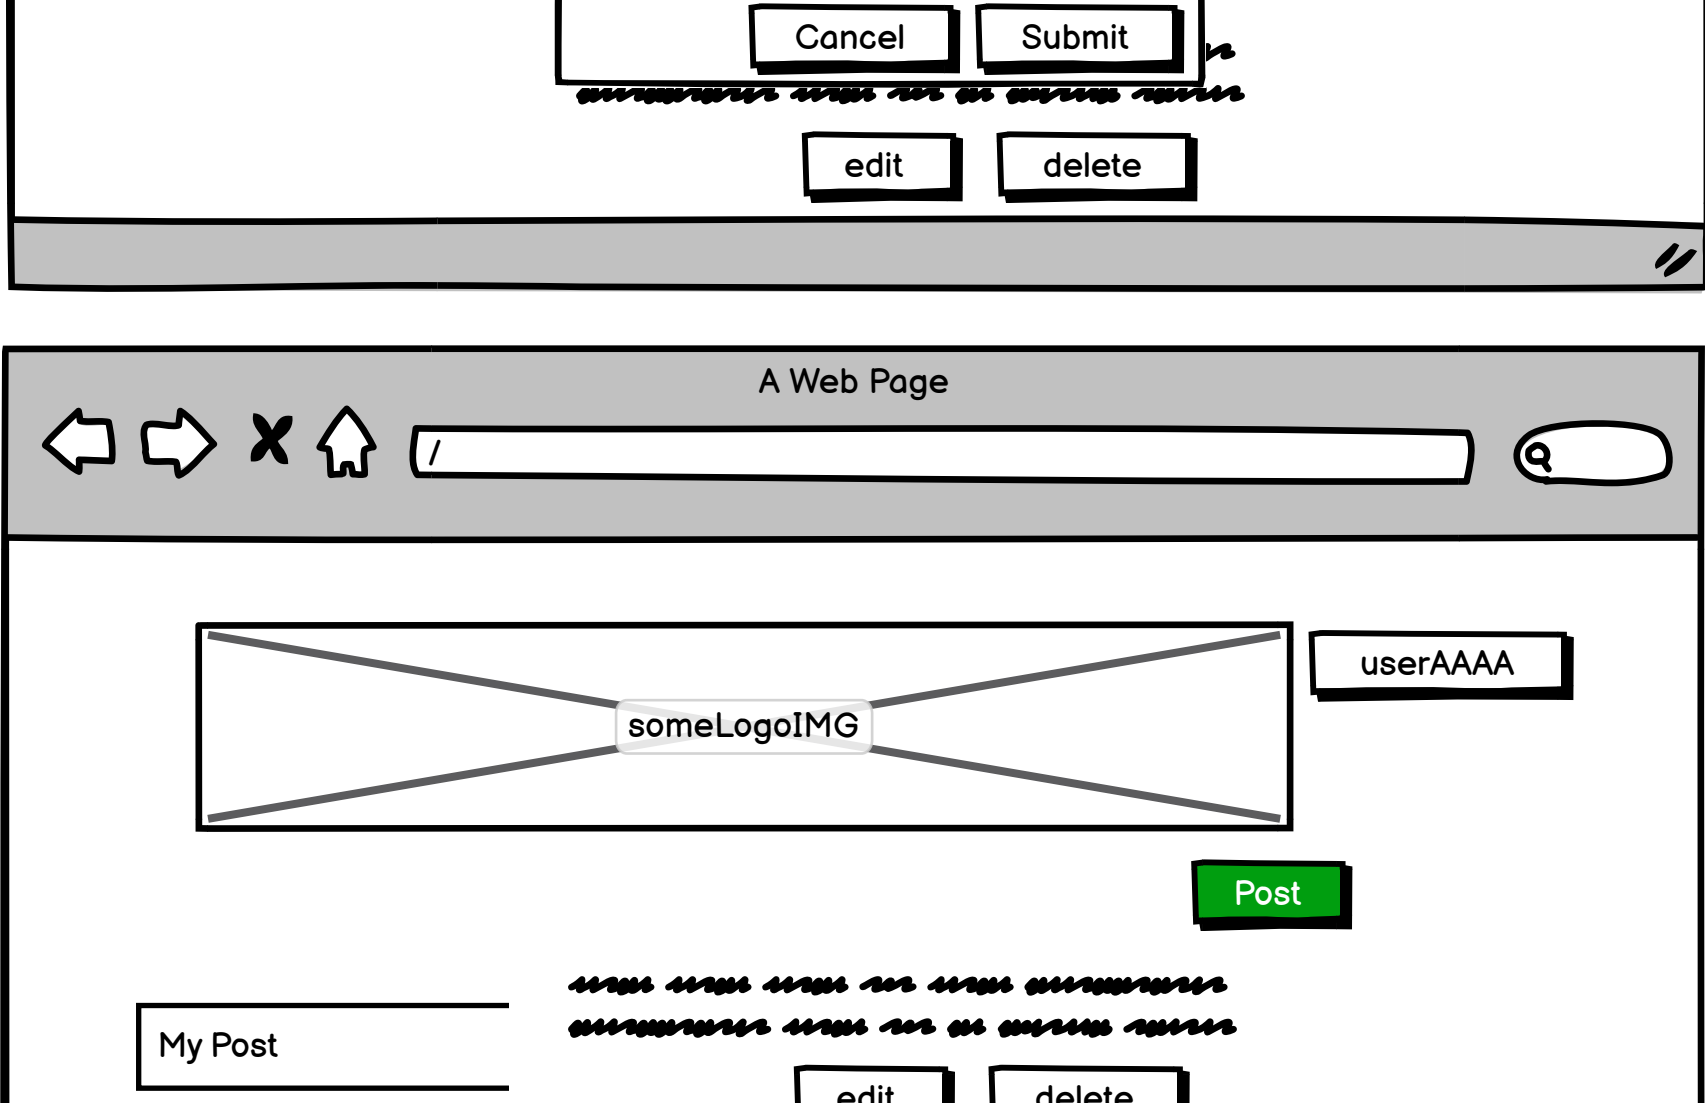 Cancel Submit
edit delete
A Web Page
/
userAAAA
someLogoIMG
Post
My Post
edit delete